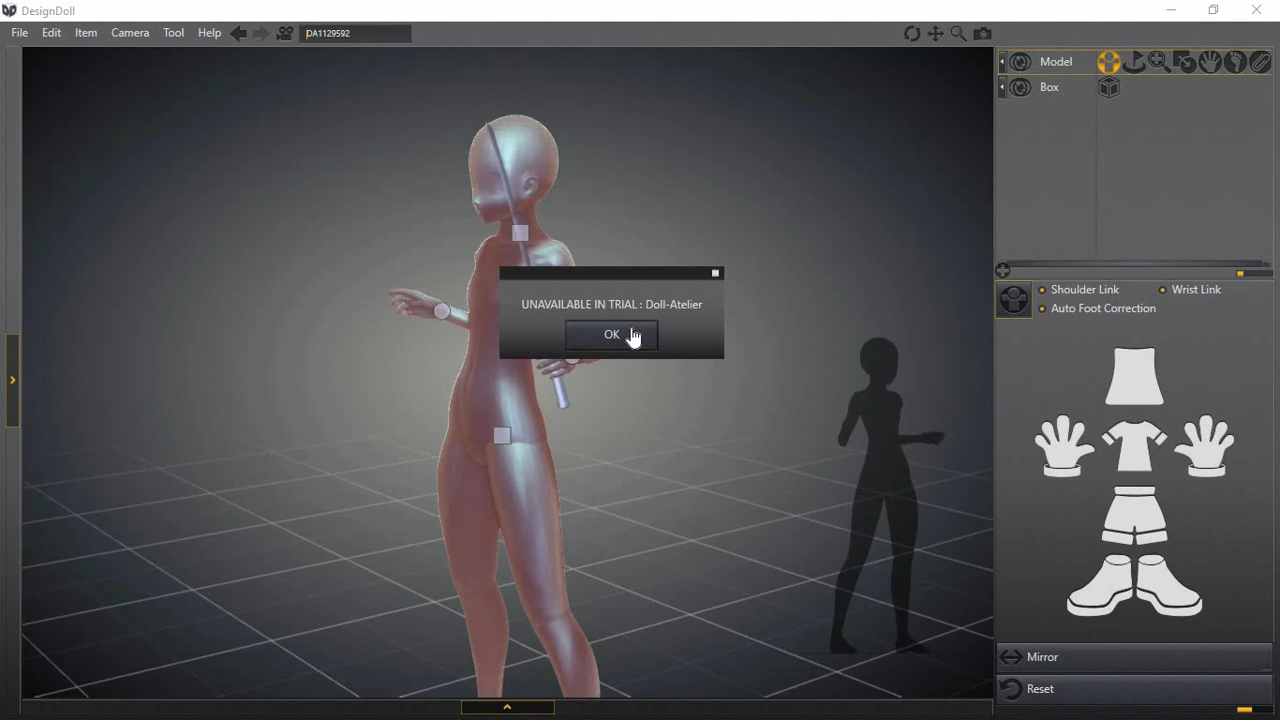 DesignDoll
File Edit Item Camera Tool Help DA1129592
Model
Box
UNAVAILABLE IN TRIAL : Doll-Atelier
OK
Shoulder Link Wrist Link
Auto Foot Correction
Mirror
Reset